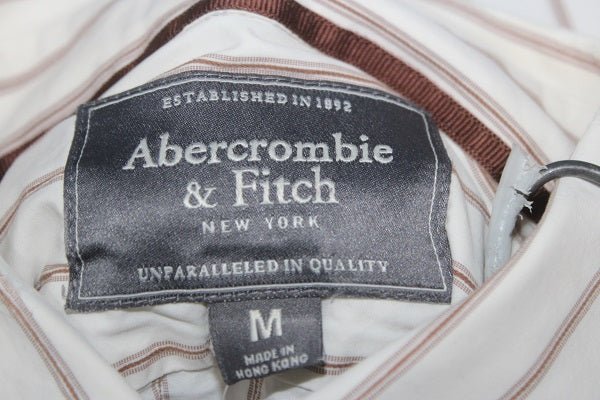 ESTABLISHED IN 1892
Abercrombie
& Fitch
NEW YORK
UNPARALLELED IN QUALITY
M
MADE IN
HONG KONG